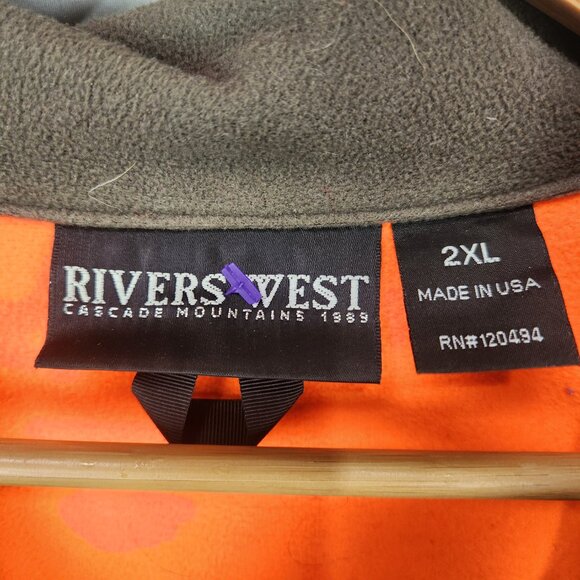 RIVERS WEST
CASCADE MOUNTAINS 1989
2XL
MADE IN USA
RN#120494